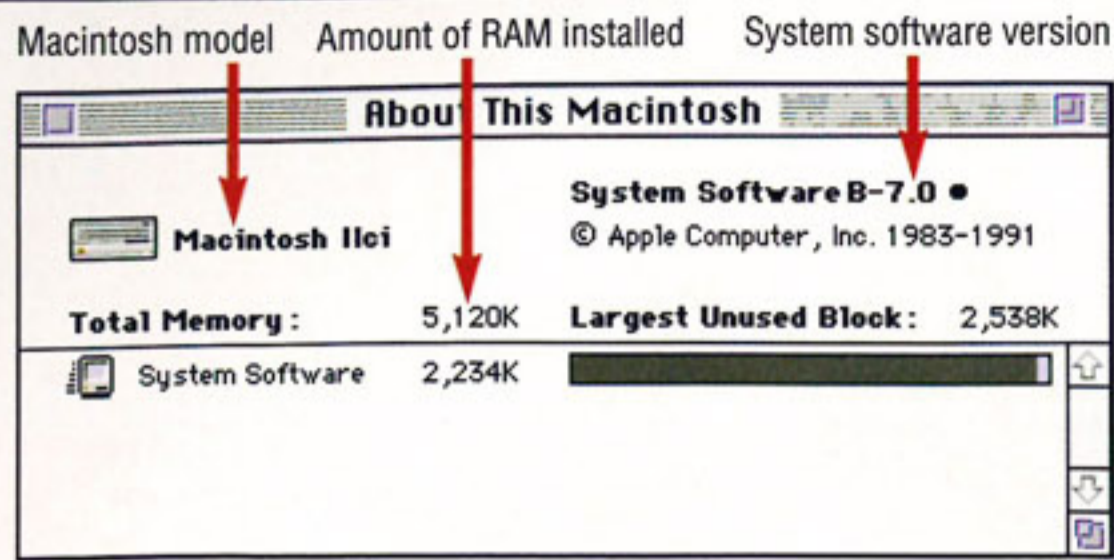 Macintosh model Amount of RAM installed System software version
About This Macintosh
System Software B-7.0 •
Macintosh IIci © Apple Computer, Inc. 1983-1991
Total Memory : 5,120K Largest Unused Block : 2,538K
System Software 2,234K